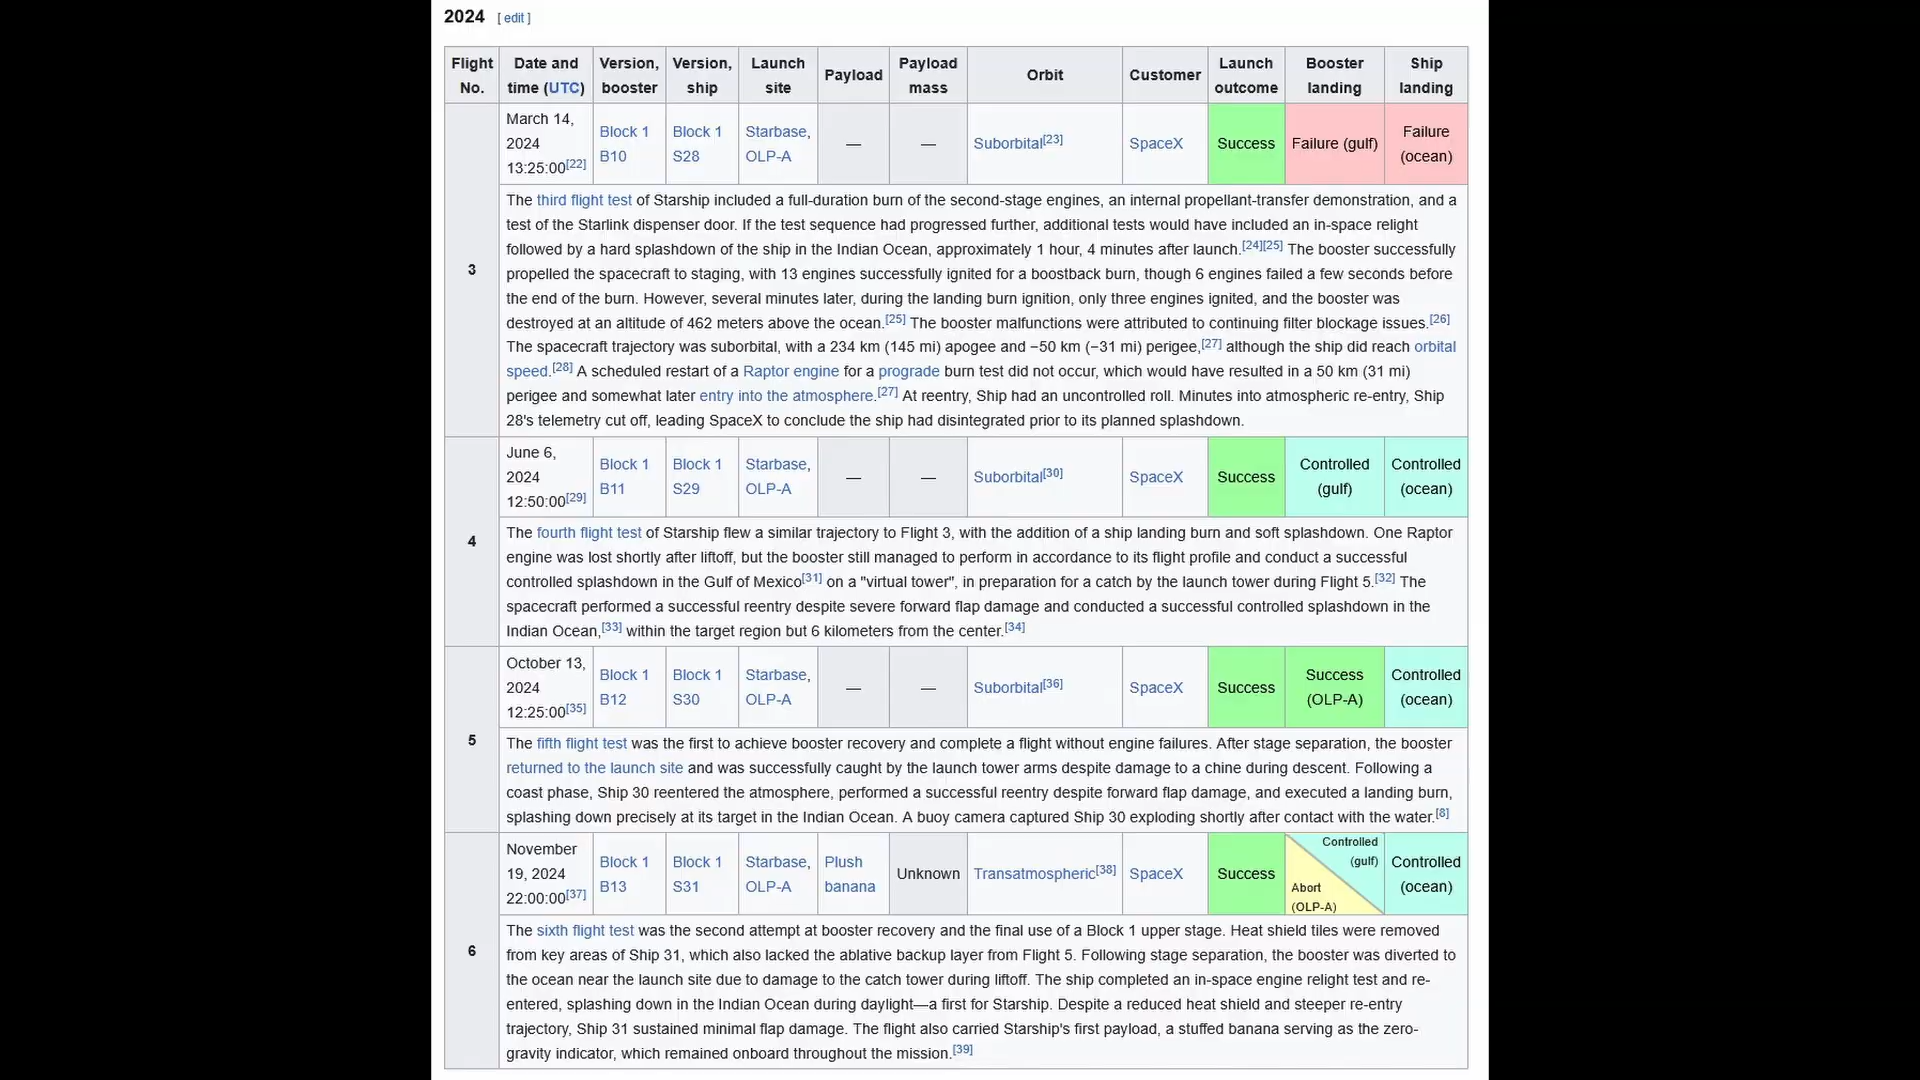 2024 [ edit ]
Flight No. Date and time (UTC) Version, booster Version, ship Launch site Payload Payload mass Orbit Customer Launch outcome Booster landing Ship landing
3
March 14, 2024 13:25:00[22] Block 1 B10 Block 1 S28 Starbase, OLP-A — — Suborbital[23] SpaceX Success Failure (gulf) Failure (ocean)
The third flight test of Starship included a full-duration burn of the second-stage engines, an internal propellant-transfer demonstration, and a
test of the Starlink dispenser door. If the test sequence had progressed further, additional tests would have included an in-space relight
followed by a hard splashdown of the ship in the Indian Ocean, approximately 1 hour, 4 minutes after launch.[24][25] The booster successfully
propelled the spacecraft to staging, with 13 engines successfully ignited for a boostback burn, though 6 engines failed a few seconds before
the end of the burn. However, several minutes later, during the landing burn ignition, only three engines ignited, and the booster was
destroyed at an altitude of 462 meters above the ocean.[25] The booster malfunctions were attributed to continuing filter blockage issues.[26]
The spacecraft trajectory was suborbital, with a 234 km (145 mi) apogee and −50 km (−31 mi) perigee,[27] although the ship did reach orbital
speed.[28] A scheduled restart of a Raptor engine for a prograde burn test did not occur, which would have resulted in a 50 km (31 mi)
perigee and somewhat later entry into the atmosphere.[27] At reentry, Ship had an uncontrolled roll. Minutes into atmospheric re-entry, Ship
28's telemetry cut off, leading SpaceX to conclude the ship had disintegrated prior to its planned splashdown.
4
June 6, 2024 12:50:00[29] Block 1 B11 Block 1 S29 Starbase, OLP-A — — Suborbital[30] SpaceX Success Controlled (gulf) Controlled (ocean)
The fourth flight test of Starship flew a similar trajectory to Flight 3, with the addition of a ship landing burn and soft splashdown. One Raptor
engine was lost shortly after liftoff, but the booster still managed to perform in accordance to its flight profile and conduct a successful
controlled splashdown in the Gulf of Mexico[31] on a "virtual tower", in preparation for a catch by the launch tower during Flight 5.[32] The
spacecraft performed a successful reentry despite severe forward flap damage and conducted a successful controlled splashdown in the
Indian Ocean,[33] within the target region but 6 kilometers from the center.[34]
5
October 13, 2024 12:25:00[35] Block 1 B12 Block 1 S30 Starbase, OLP-A — — Suborbital[36] SpaceX Success Success (OLP-A) Controlled (ocean)
The fifth flight test was the first to achieve booster recovery and complete a flight without engine failures. After stage separation, the booster
returned to the launch site and was successfully caught by the launch tower arms despite damage to a chine during descent. Following a
coast phase, Ship 30 reentered the atmosphere, performed a successful reentry despite forward flap damage, and executed a landing burn,
splashing down precisely at its target in the Indian Ocean. A buoy camera captured Ship 30 exploding shortly after contact with the water.[8]
6
November 19, 2024 22:00:00[37] Block 1 B13 Block 1 S31 Starbase, OLP-A Plush banana Unknown Transatmospheric[38] SpaceX Success Controlled (gulf) Abort (OLP-A) Controlled (ocean)
The sixth flight test was the second attempt at booster recovery and the final use of a Block 1 upper stage. Heat shield tiles were removed
from key areas of Ship 31, which also lacked the ablative backup layer from Flight 5. Following stage separation, the booster was diverted to
the ocean near the launch site due to damage to the catch tower during liftoff. The ship completed an in-space engine relight test and re-
entered, splashing down in the Indian Ocean during daylight—a first for Starship. Despite a reduced heat shield and steeper re-entry
trajectory, Ship 31 sustained minimal flap damage. The flight also carried Starship's first payload, a stuffed banana serving as the zero-
gravity indicator, which remained onboard throughout the mission.[39]